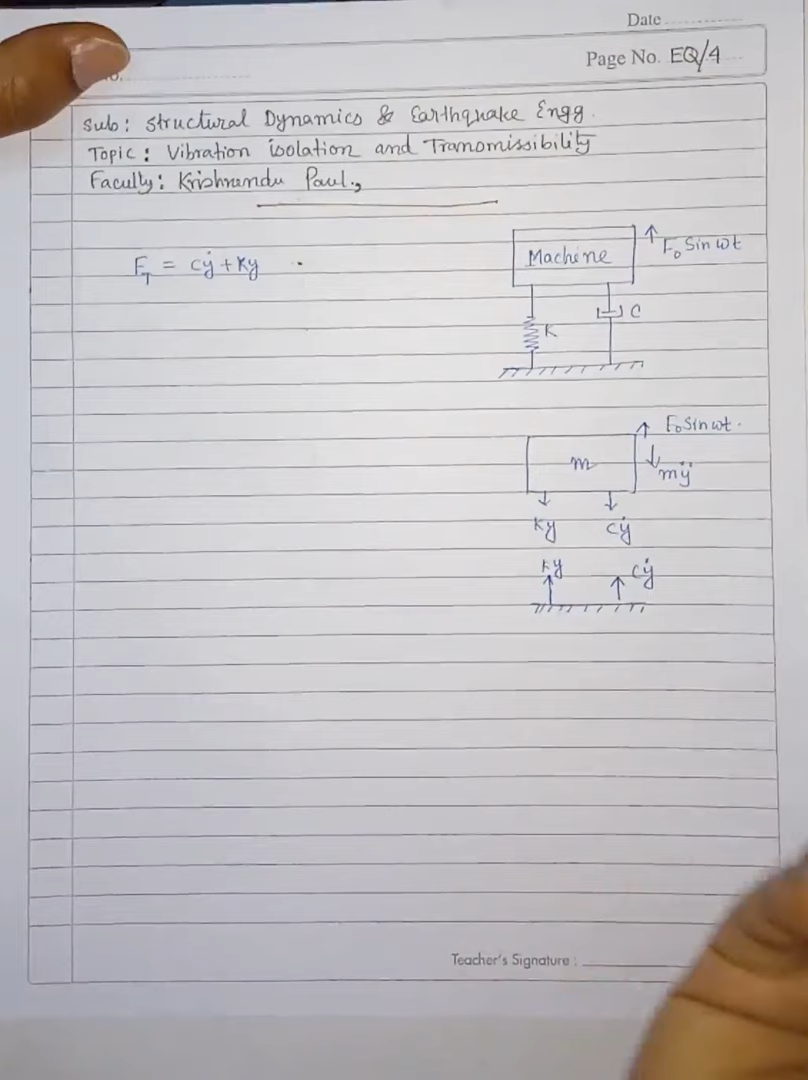 Date
No.
Page No. EQ/4
Sub: Structural Dynamics & Earthquake Engg.
Topic: Vibration isolation and Transmissibility
Faculty: Krishnendu Paul.,
F_T = cẏ + Ky
Machine
F₀ Sin ωt
K
C
F₀ Sin ωt.
m
mÿ
Ky
cẏ
Ky
cẏ
Teacher's Signature :